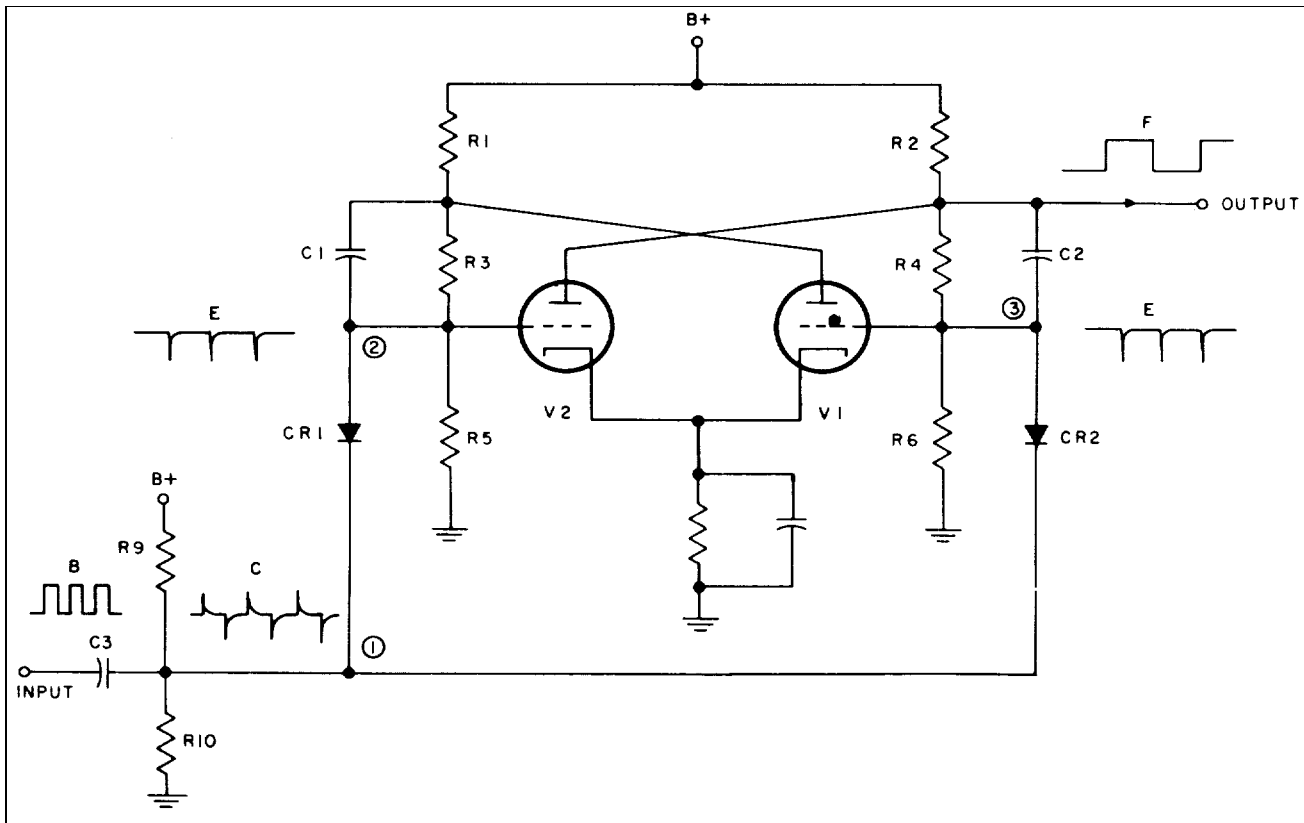 B+
R1
R2
F
OUTPUT
C1
R3
R4
C2
E
②
③
E
V2
V1
CR1
R5
R6
CR2
B+
R9
B
C
C3
①
INPUT
R10